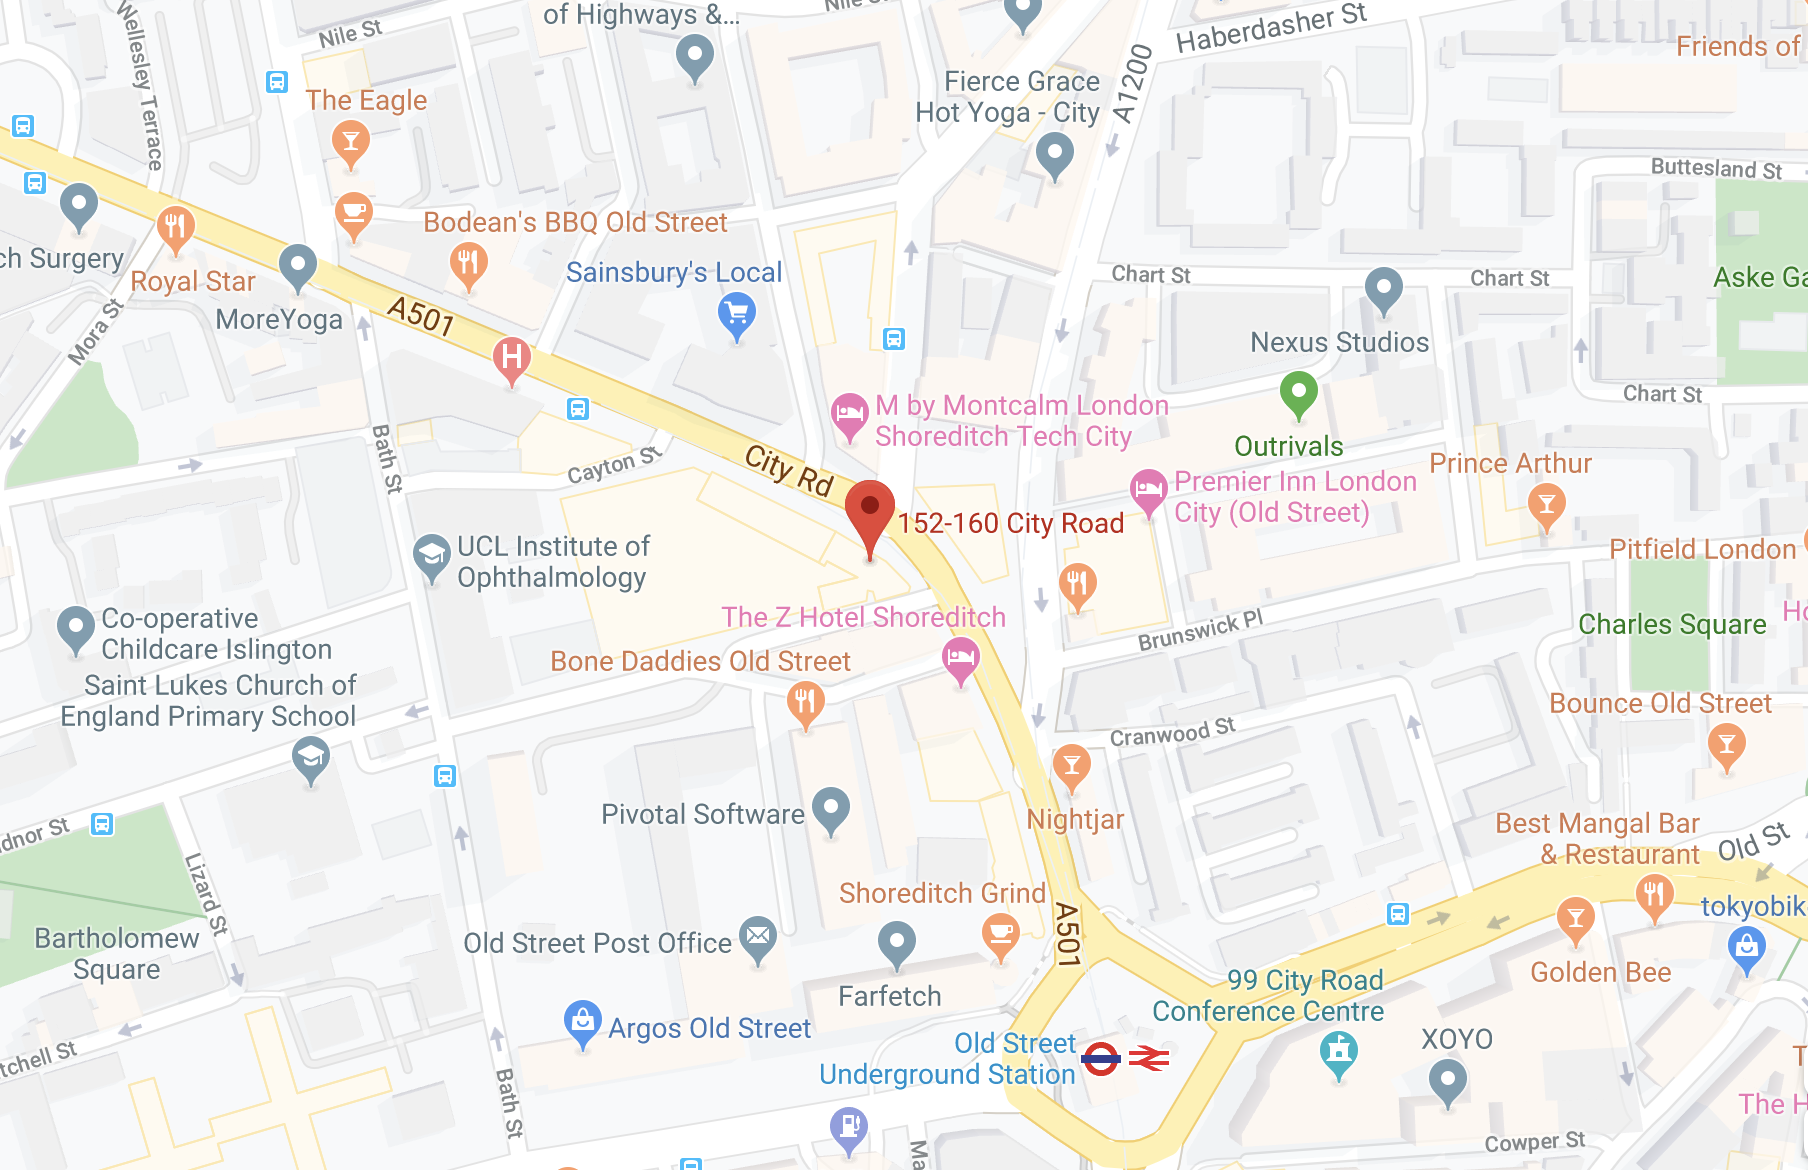 of Highways &...
Nile St
Nile St
Haberdasher St
Wellesley Terrace
A1200
Friends of
The Eagle
Fierce Grace
Hot Yoga - City
Buttesland St
Bodean's BBQ Old Street
ch Surgery
Royal Star
Sainsbury's Local
Chart St
Chart St
Aske Ga
MoreYoga
A501
Mora St
Nexus Studios
Chart St
M by Montcalm London
Shoreditch Tech City
Outrivals
Bath St
Cayton St
City Rd
Prince Arthur
Premier Inn London
City (Old Street)
152-160 City Road
UCL Institute of
Ophthalmology
Pitfield London
Co-operative
Childcare Islington
The Z Hotel Shoreditch
Brunswick Pl
Charles Square
Ho
Bone Daddies Old Street
Saint Lukes Church of
England Primary School
Bounce Old Street
Cranwood St
Pivotal Software
Nightjar
dnor St
Best Mangal Bar
& Restaurant
Old St
Lizard St
Shoreditch Grind
tokyobik
Bartholomew
Square
Old Street Post Office
A501
Golden Bee
99 City Road
Conference Centre
Farfetch
Argos Old Street
Old Street
Underground Station
XOYO
tchell St
T
Bath St
The H
Ma
Cowper St
H